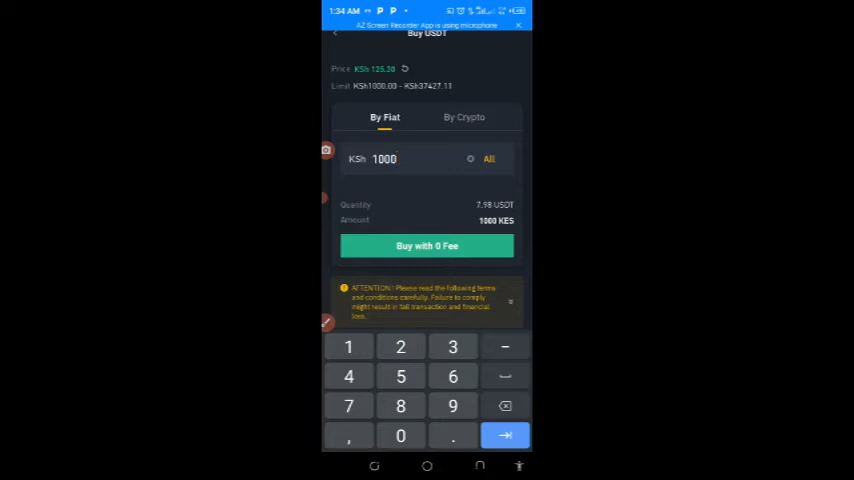 1:34 AM P P
AZ Screen Recorder App is using microphone
Buy USDT
Price KSh 125.30
Limit KSh1000.00 - KSh37427.11
By Fiat By Crypto
KSh 1000 All
Quantity 7.98 USDT
Amount 1000 KES
Buy with 0 Fee
ATTENTION! Please read the following terms
and conditions carefully. Failure to comply
might result in fail transaction and financial
loss.
1 2 3 -
4 5 6
7 8 9
, 0 .